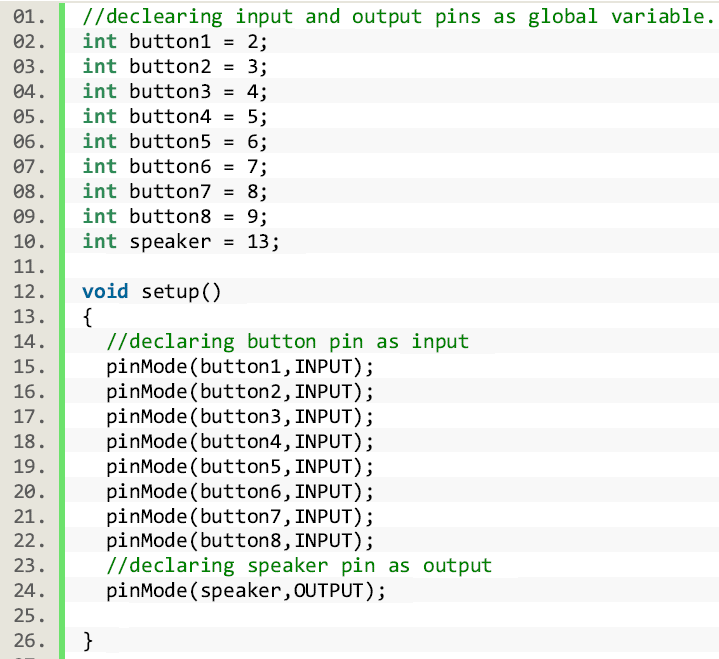 01. //declearing input and output pins as global variable.
02. int button1 = 2;
03. int button2 = 3;
04. int button3 = 4;
05. int button4 = 5;
06. int button5 = 6;
07. int button6 = 7;
08. int button7 = 8;
09. int button8 = 9;
10. int speaker = 13;
11.
12. void setup()
13. {
14. //declaring button pin as input
15. pinMode(button1,INPUT);
16. pinMode(button2,INPUT);
17. pinMode(button3,INPUT);
18. pinMode(button4,INPUT);
19. pinMode(button5,INPUT);
20. pinMode(button6,INPUT);
21. pinMode(button7,INPUT);
22. pinMode(button8,INPUT);
23. //declaring speaker pin as output
24. pinMode(speaker,OUTPUT);
25.
26. }